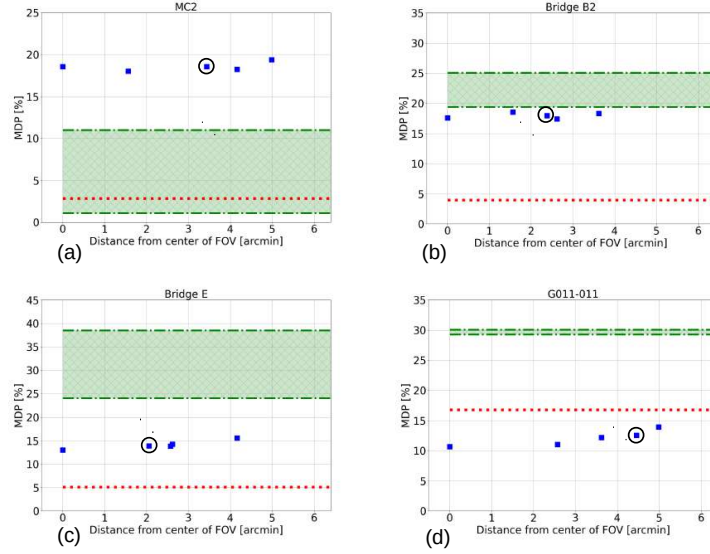 MC2
MDP [%]
25
20
15
10
5
0
0 1 2 3 4 5 6
Distance from center of FOV [arcmin]
(a)
Bridge B2
MDP [%]
35
30
25
20
15
10
5
0
0 1 2 3 4 5 6
Distance from center of FOV [arcmin]
(b)
Bridge E
MDP [%]
45
40
35
30
25
20
15
10
5
0
0 1 2 3 4 5 6
Distance from center of FOV [arcmin]
(c)
G011-011
MDP [%]
35
30
25
20
15
10
5
0
0 1 2 3 4 5 6
Distance from center of FOV [arcmin]
(d)